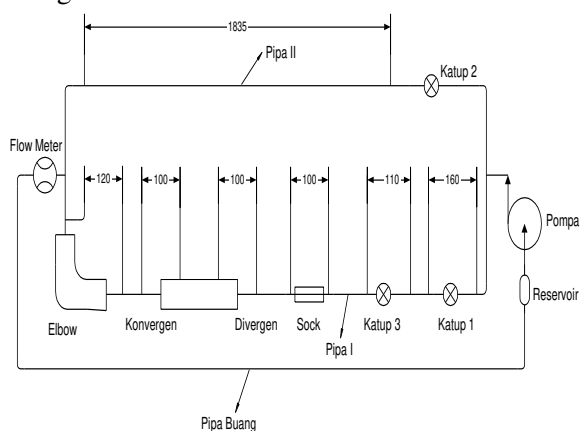 1835
Pipa II
Katup 2
Flow Meter
120
100
100
100
110
160
Pompa
Reservoir
Elbow
Konvergen
Divergen
Sock
Katup 3
Katup 1
Pipa I
Pipa Buang